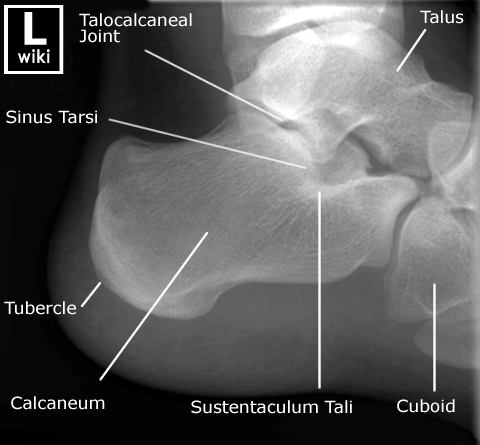 L
wiki
Talocalcaneal
Joint
Talus
Sinus Tarsi
Tubercle
Calcaneum
Sustentaculum Tali
Cuboid